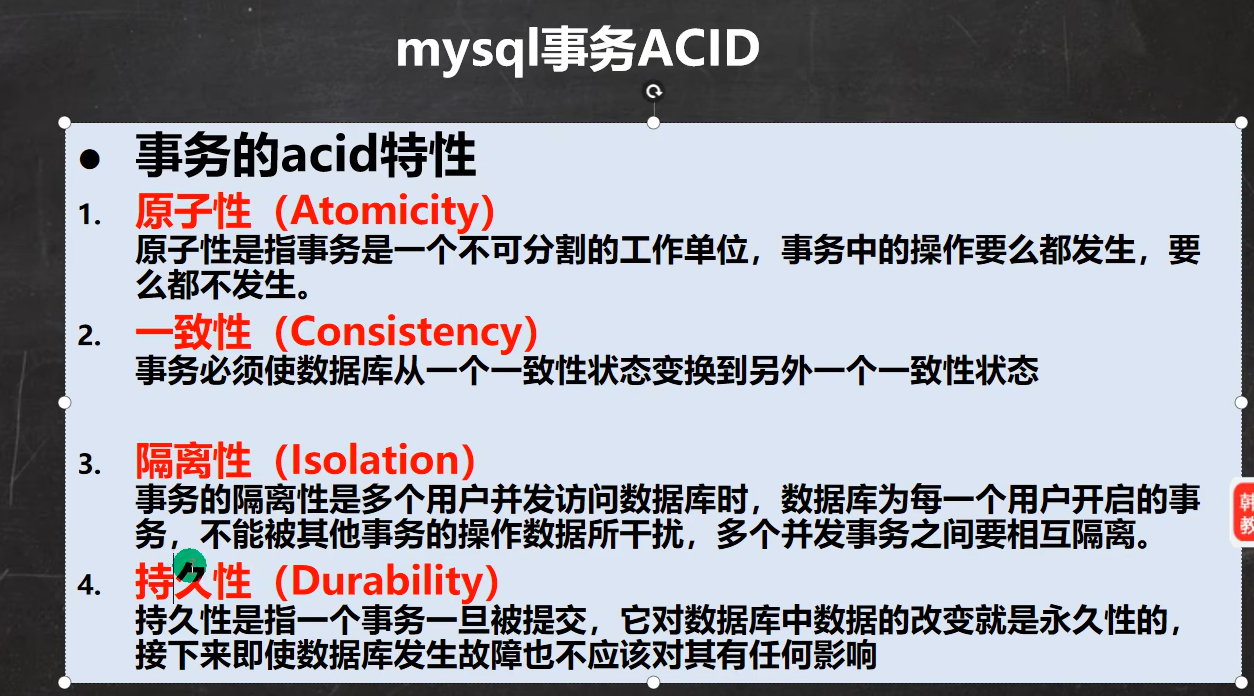 mysql事务ACID
● 事务的acid特性
1. 原子性（Atomicity）
原子性是指事务是一个不可分割的工作单位，事务中的操作要么都发生，要
么都不发生。
2. 一致性（Consistency）
事务必须使数据库从一个一致性状态变换到另外一个一致性状态
3. 隔离性（Isolation）
事务的隔离性是多个用户并发访问数据库时，数据库为每一个用户开启的事
务，不能被其他事务的操作数据所干扰，多个并发事务之间要相互隔离。
4. 持久性（Durability）
持久性是指一个事务一旦被提交，它对数据库中数据的改变就是永久性的，
接下来即使数据库发生故障也不应该对其有任何影响